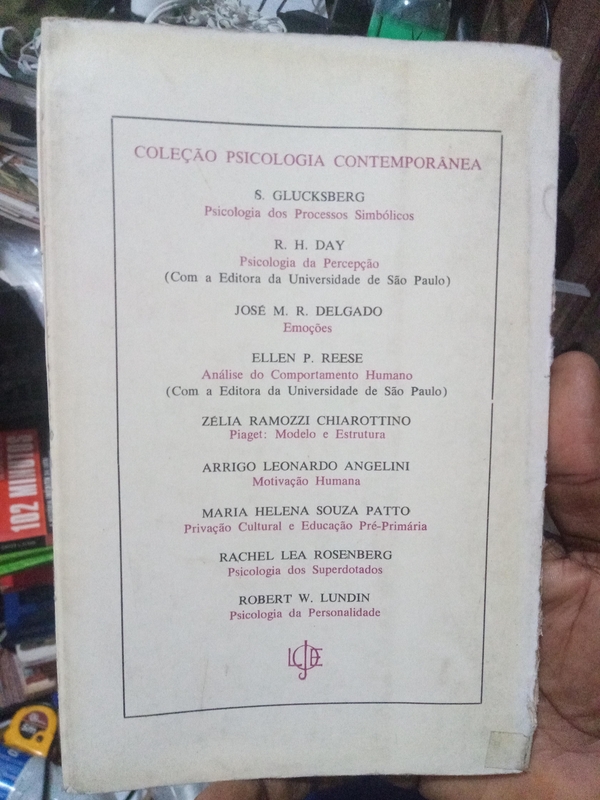 COLEÇÃO PSICOLOGIA CONTEMPORÂNEA
S. GLUCKSBERG
Psicologia dos Processos Simbólicos
R. H. DAY
Psicologia da Percepção
(Com a Editora da Universidade de São Paulo)
JOSÉ M. R. DELGADO
Emoções
ELLEN P. REESE
Análise do Comportamento Humano
(Com a Editora da Universidade de São Paulo)
ZÉLIA RAMOZZI CHIAROTTINO
Piaget: Modelo e Estrutura
ARRIGO LEONARDO ANGELINI
Motivação Humana
MARIA HELENA SOUZA PATTO
Privação Cultural e Educação Pré-Primária
RACHEL LEA ROSENBERG
Psicologia dos Superdotados
ROBERT W. LUNDIN
Psicologia da Personalidade
102 MINUTOS